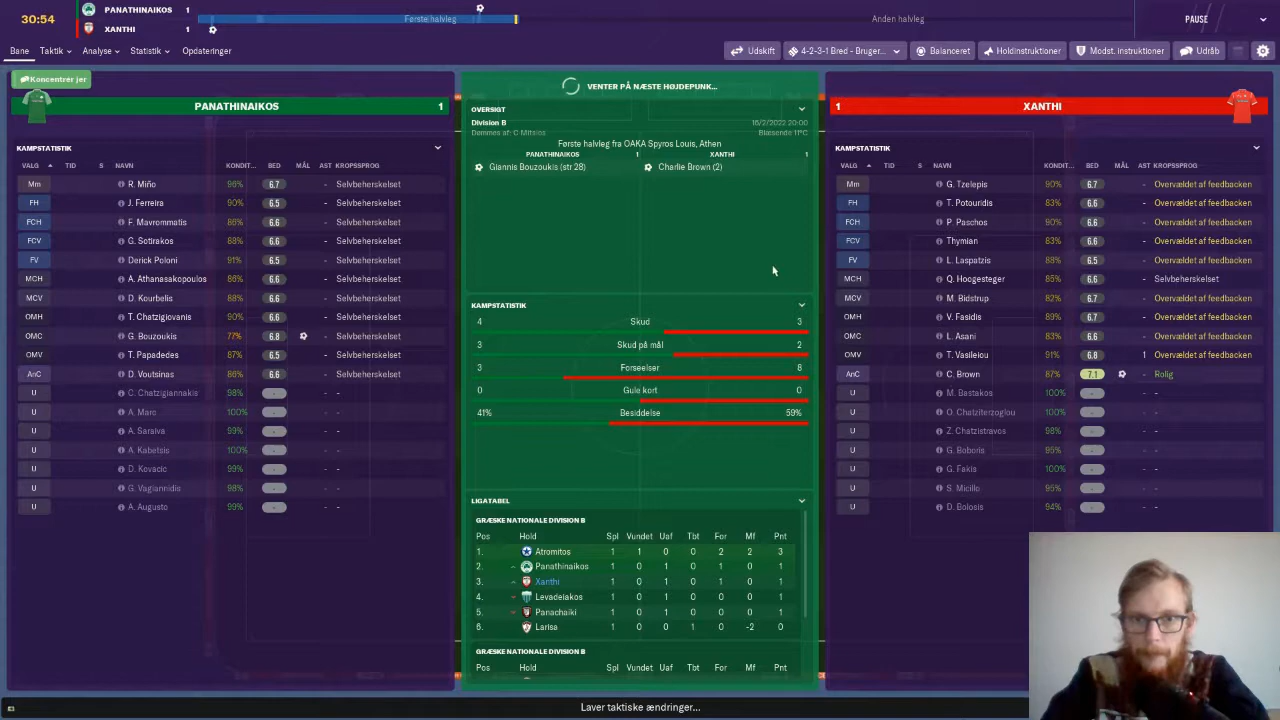 30:54
PANATHINAIKOS 1
XANTHI 1
Første halvleg
Anden halvleg
PAUSE
Bane Taktik Analyse Statistik Opdateringer
Udskift 4-2-3-1 Bred - Bruger... Balanceret Holdinstruktioner Modst. instruktioner Udråb
Koncentrer jer
PANATHINAIKOS 1
KAMPSTATISTIK
VALG TID S NAVN KONDIT... BED MÅL AST KROPSSPROG
Mm R. Miño 96% 6.7 - Selvbeherskelset
FH J. Ferreira 90% 6.5 - Selvbeherskelset
FCH F. Mavrommatis 86% 6.6 - Selvbeherskelset
FCV G. Sotirakos 88% 6.6 - Selvbeherskelset
FV Derick Poloni 91% 6.5 - Selvbeherskelset
MCH A. Athanasakopoulos 86% 6.6 - Selvbeherskelset
MCV D. Kourbelis 88% 6.6 - Selvbeherskelset
OMH T. Chatzigiovanis 90% 6.6 - Selvbeherskelset
OMC G. Bouzoukis 77% 6.8 - Selvbeherskelset
OMV T. Papadedes 87% 6.5 - Selvbeherskelset
AnC D. Voutsinas 86% 6.6 - Selvbeherskelset
U C. Chatzigiannakis 98% - - -
U A. Maro 100% - - -
U A. Saraiva 99% - - -
U A. Kabetsis 100% - - -
U D. Kovacic 99% - - -
U G. Vagiannidis 98% - - -
U A. Augusto 99% - - -
VENTER PÅ NÆSTE HØJDEPUNK...
OVERSIGT
Division B 16/2/2022 20:00
Dømmes af: C Mitsios Blæsende 11°C
Første halvleg fra OAKA Spyros Louis, Athen
PANATHINAIKOS 1 XANTHI 1
Giannis Bouzoukis (str 28) Charlie Brown (2)
KAMPSTATISTIK
4 Skud 3
3 Skud på mål 2
3 Forseelser 8
0 Gule kort 0
41% Besiddelse 59%
LIGATABEL
GRÆSKE NATIONALE DIVISION B
Pos Hold Spl Vundet Uaf Tbt For Mf Pnt
1. Atromitos 1 1 0 0 2 2 3
2. Panathinaikos 1 0 1 0 1 0 1
3. Xanthi 1 0 1 0 1 0 1
4. Levadeiakos 1 0 1 0 0 0 1
5. Panachaiki 1 0 1 0 0 0 1
6. Larisa 1 0 0 1 0 -2 0
GRÆSKE NATIONALE DIVISION B
Pos Hold Spl Vundet Uaf Tbt For Mf Pnt
1 XANTHI
KAMPSTATISTIK
VALG TID S NAVN KONDIT... BED MÅL AST KROPSSPROG
Mm G. Tzelepis 90% 6.7 - Overvældet af feedbacken
FH T. Potouridis 83% 6.6 - Overvældet af feedbacken
FCH P. Paschos 90% 6.6 - Overvældet af feedbacken
FCV Thymian 83% 6.6 - Overvældet af feedbacken
FV L. Laspatzis 88% 6.5 - Overvældet af feedbacken
MCH Q. Hoogesteger 85% 6.6 - Selvbeherskelset
MCV M. Bidstrup 82% 6.7 - Overvældet af feedbacken
OMH V. Fasidis 89% 6.7 - Overvældet af feedbacken
OMC L. Asani 83% 6.6 - Overvældet af feedbacken
OMV T. Vasileiou 91% 6.8 1 Overvældet af feedbacken
AnC C. Brown 87% 7.1 - Rolig
U M. Bastakos 100% - - -
U O. Chatziterzoglou 100% - - -
U Z. Chatzistravos 98% - - -
U G. Boboris 95% - - -
U G. Fakis 100% - - -
U S. Micillo 95% - - -
U D. Bolosis 94% - - -
Laver taktiske ændringer...